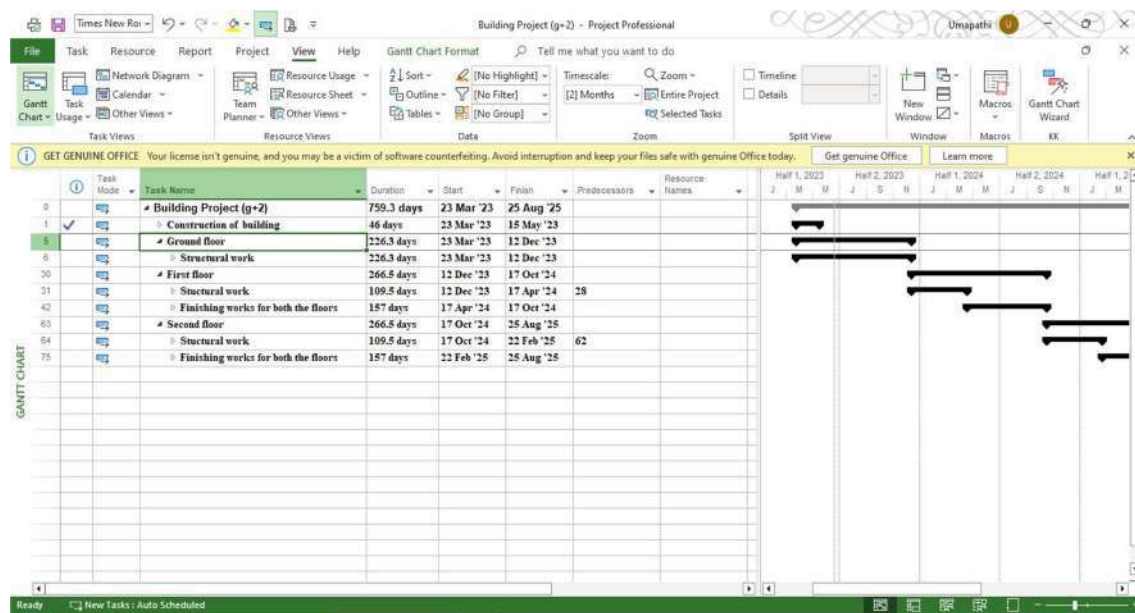 Times New Ror
Building Project (g+2) - Project Professional
Umapathi
U
File Task Resource Report Project View Help Gantt Chart Format Tell me what you want to do
Gantt Chart
Task Usage
Network Diagram
Calendar
Other Views
Task Views
Team Planner
Resource Usage
Resource Sheet
Other Views
Resource Views
Sort
Outline
Tables
[No Highlight]
[No Filter]
[No Group]
Data
Timescale:
[2] Months
Zoom
Entire Project
Selected Tasks
Zoom
Timeline
Details
Split View
New Window
Window
Macros
Macros
Gantt Chart Wizard
KK
GET GENUINE OFFICE Your license isn't genuine, and you may be a victim of software counterfeiting. Avoid interruption and keep your files safe with genuine Office today. Get genuine Office Learn more
Task Mode Task Name Duration Start Finish Predecessors Resource Names
Half 1, 2023 Half 2, 2023 Half 1, 2024 Half 2, 2024 Half 1, 2
J M M J S N J M M J S N J M
0 Building Project (g+2) 759.3 days 23 Mar '23 25 Aug '25
1 Construction of building 46 days 23 Mar '23 15 May '23
5 Ground floor 226.3 days 23 Mar '23 12 Dec '23
6 Structural work 226.3 days 23 Mar '23 12 Dec '23
30 First floor 266.5 days 12 Dec '23 17 Oct '24
31 Stuctural work 109.5 days 12 Dec '23 17 Apr '24 28
42 Finishing works for both the floors 157 days 17 Apr '24 17 Oct '24
63 Second floor 266.5 days 17 Oct '24 25 Aug '25
64 Stuctural work 109.5 days 17 Oct '24 22 Feb '25 62
75 Finishing works for both the floors 157 days 22 Feb '25 25 Aug '25
GANTT CHART
Ready New Tasks : Auto Scheduled